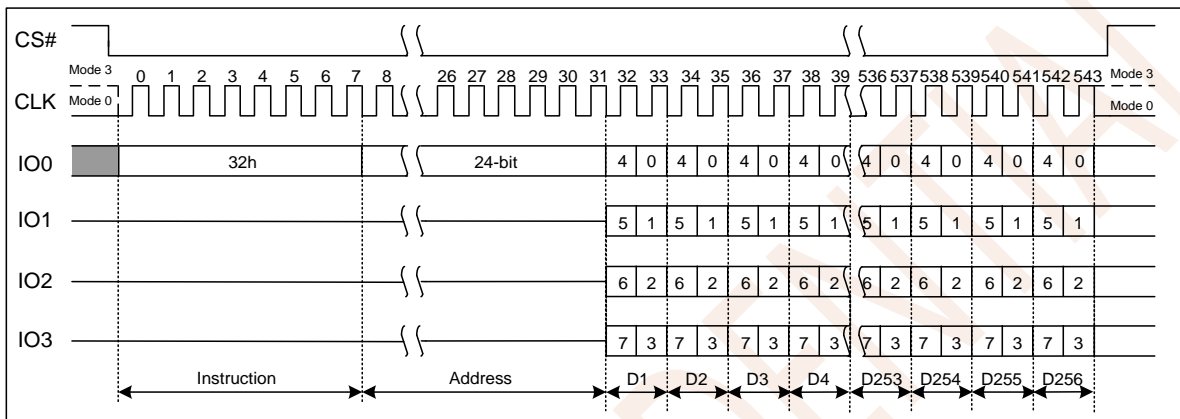 CS#
Mode 3 0 1 2 3 4 5 6 7 8 26 27 28 29 30 31 32 33 34 35 36 37 38 39 536 537 538 539 540 541 542 543 Mode 3
CLK Mode 0 Mode 0
IO0 32h 24-bit 4 0 4 0 4 0 4 0 4 0 4 0 4 0 4 0
IO1 5 1 5 1 5 1 5 1 5 1 5 1 5 1 5 1
IO2 6 2 6 2 6 2 6 2 6 2 6 2 6 2 6 2
IO3 7 3 7 3 7 3 7 3 7 3 7 3 7 3 7 3
Instruction Address D1 D2 D3 D4 D253 D254 D255 D256